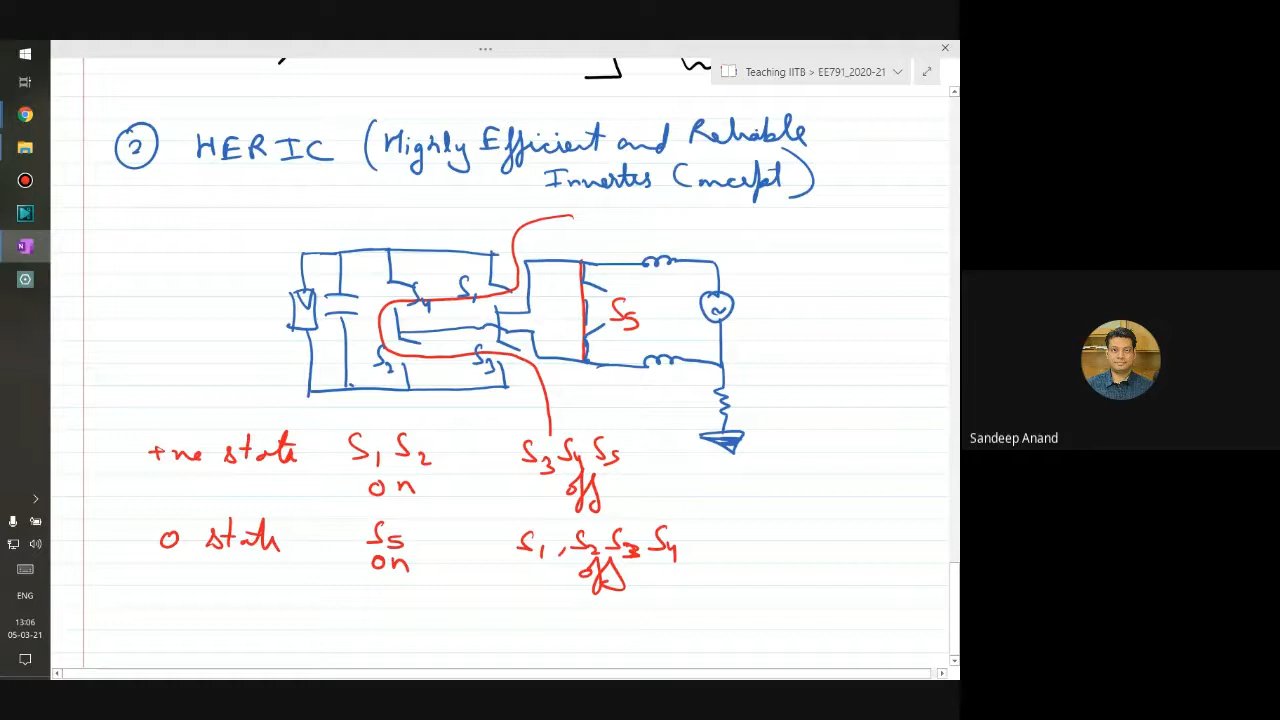 Teaching IITB > EE791_2020-21
② HERIC (Highly Efficient and Reliable
Inverter Concept)
S4 S1
S5
S2 S3
+ve state S1 S2 S3 S4 S5
on off
0 state S5 S1, S2 S3 S4
on off
Sandeep Anand
ENG
13:06
05-03-21